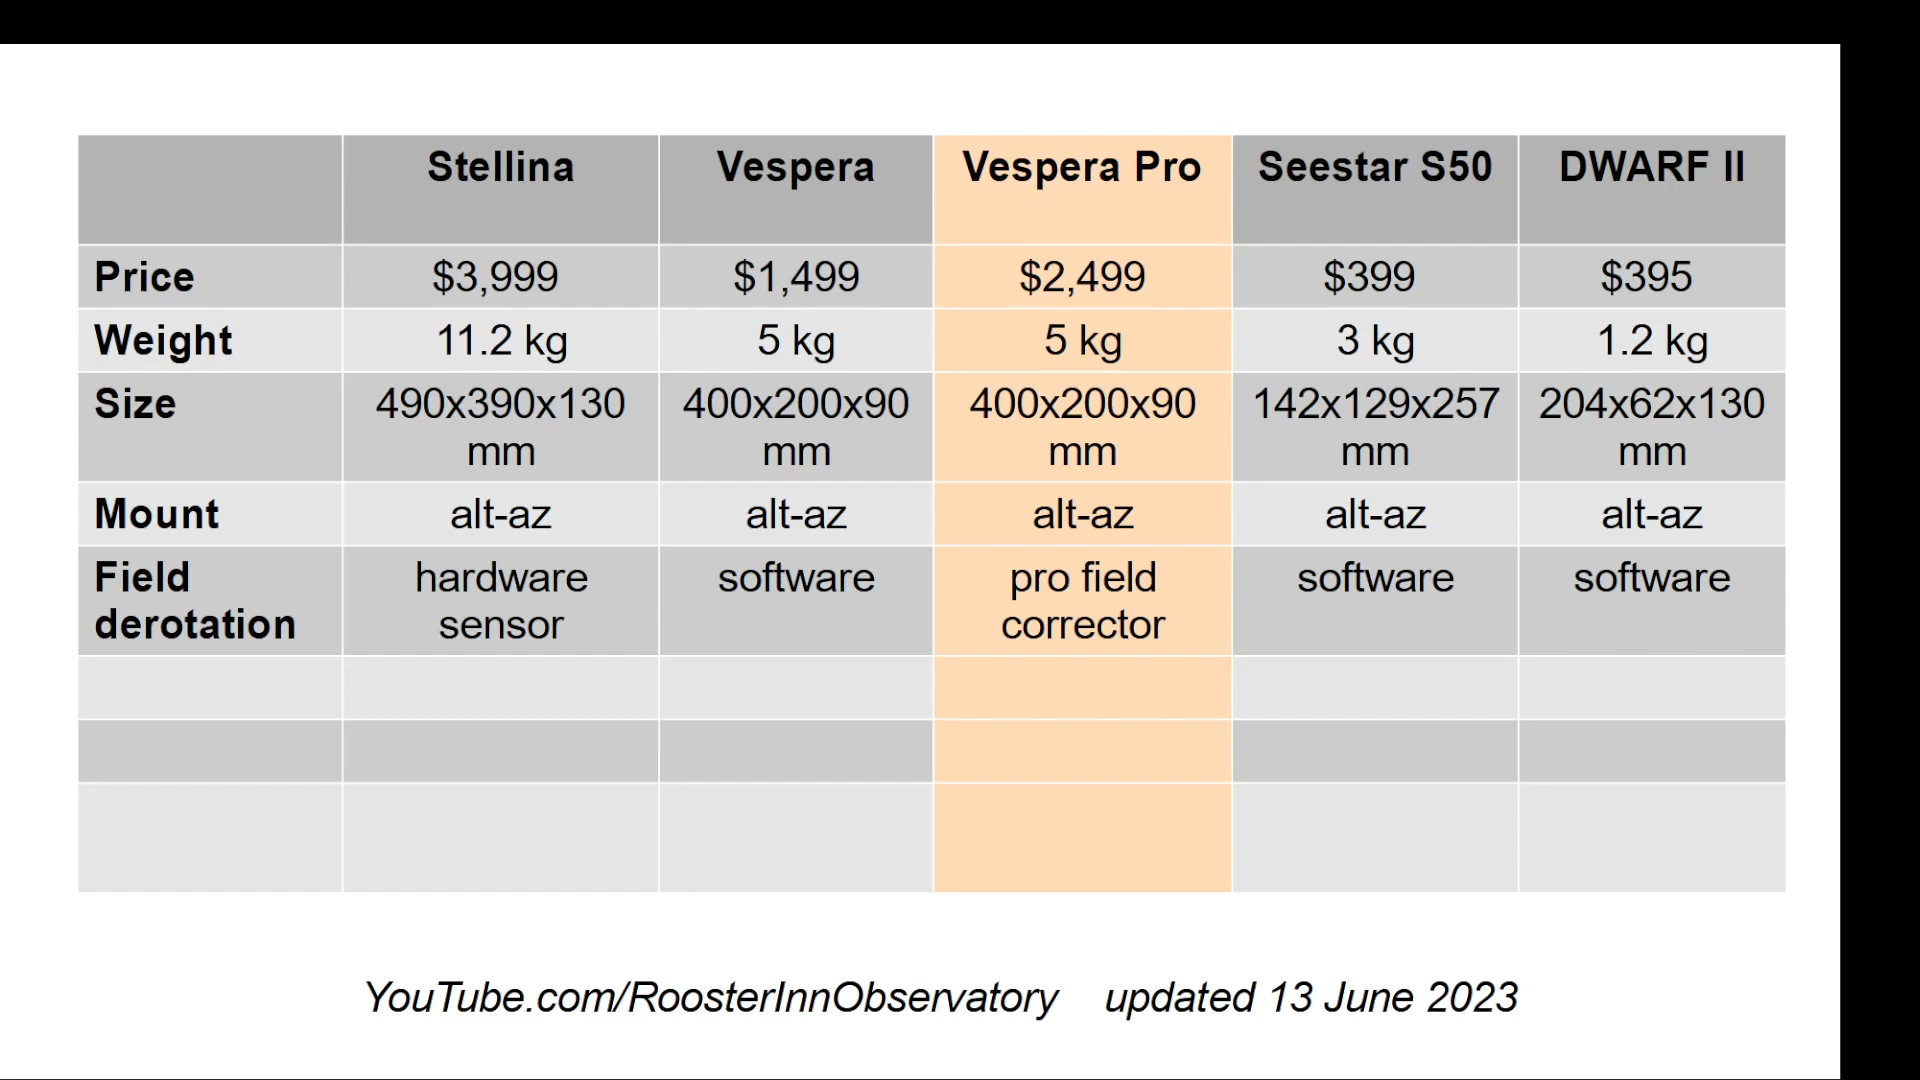 Stellina Vespera Vespera Pro Seestar S50 DWARF II
Price $3,999 $1,499 $2,499 $399 $395
Weight 11.2 kg 5 kg 5 kg 3 kg 1.2 kg
Size 490x390x130 400x200x90 400x200x90 142x129x257 204x62x130
mm mm mm mm mm
Mount alt-az alt-az alt-az alt-az alt-az
Field hardware software pro field software software
derotation sensor corrector
YouTube.com/RoosterInnObservatory updated 13 June 2023